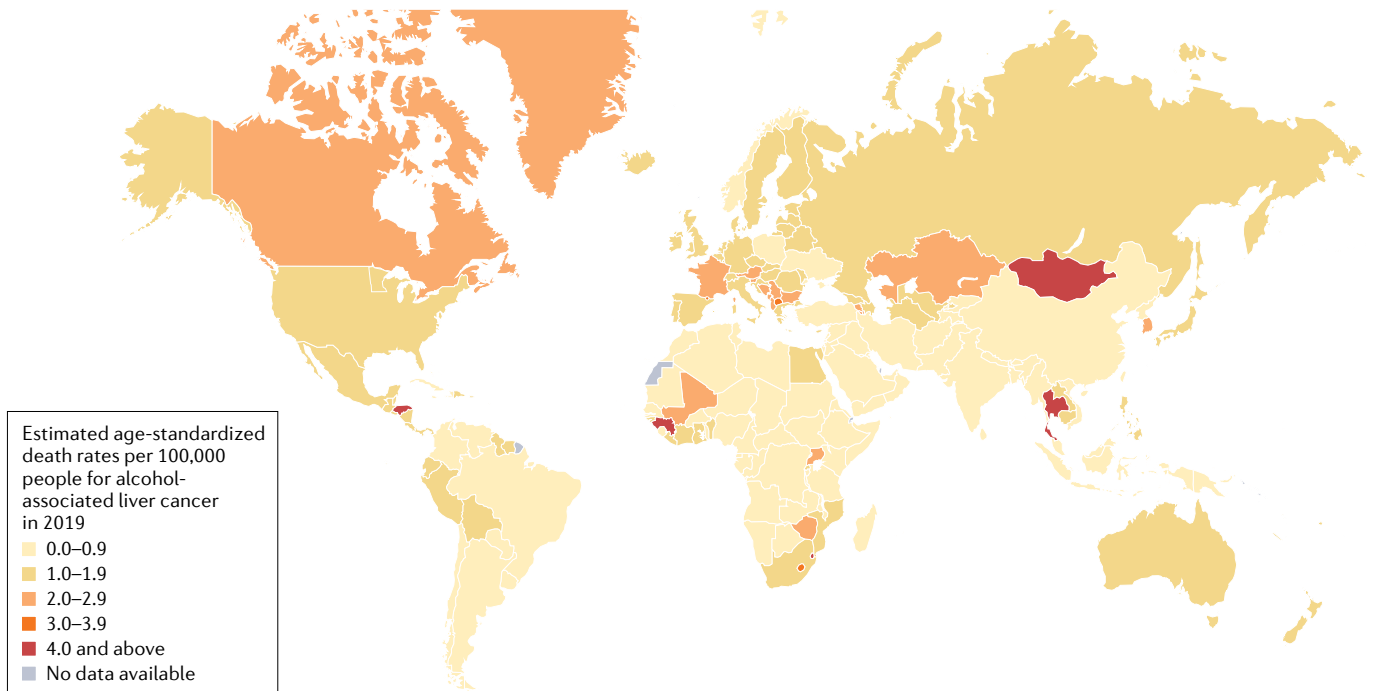 Estimated age-standardized
death rates per 100,000
people for alcohol-
associated liver cancer
in 2019
0.0–0.9
1.0–1.9
2.0–2.9
3.0–3.9
4.0 and above
No data available